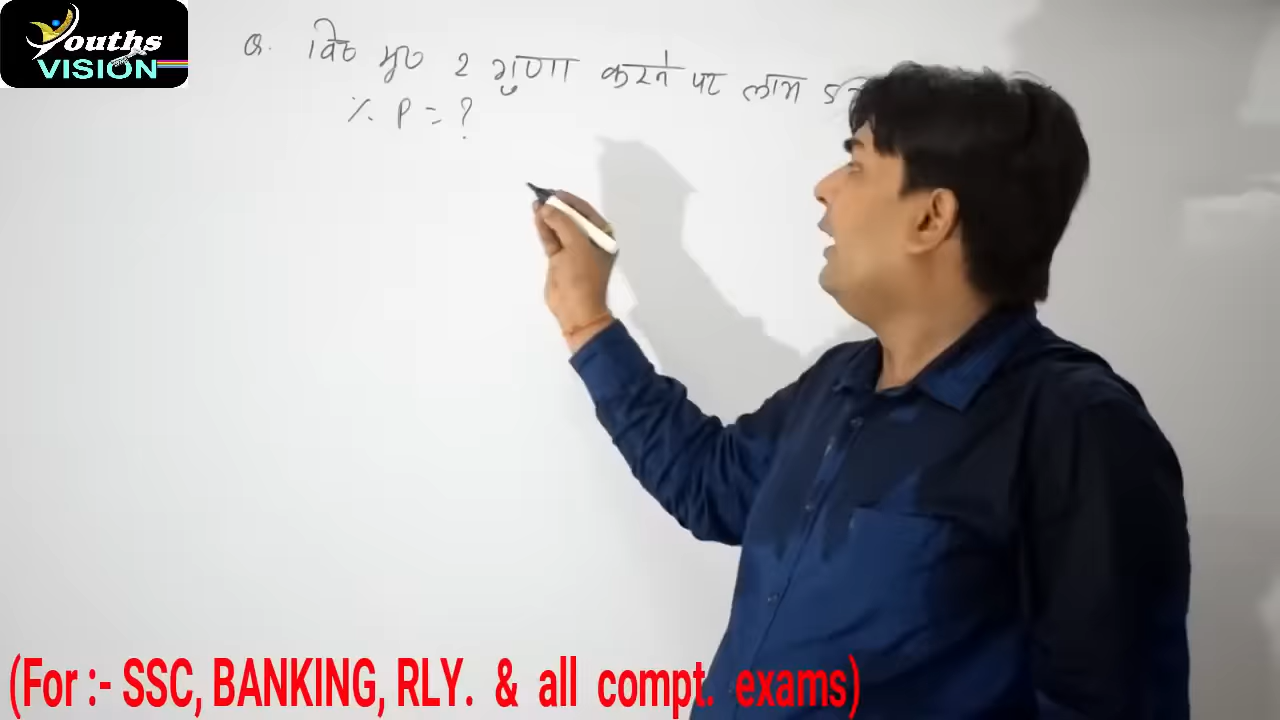 Youths
VISION
Q. वि० मू० 2 गुणा करने पर लाभ
% P = ?
(For :- SSC, BANKING, RLY. & all compt. exams)